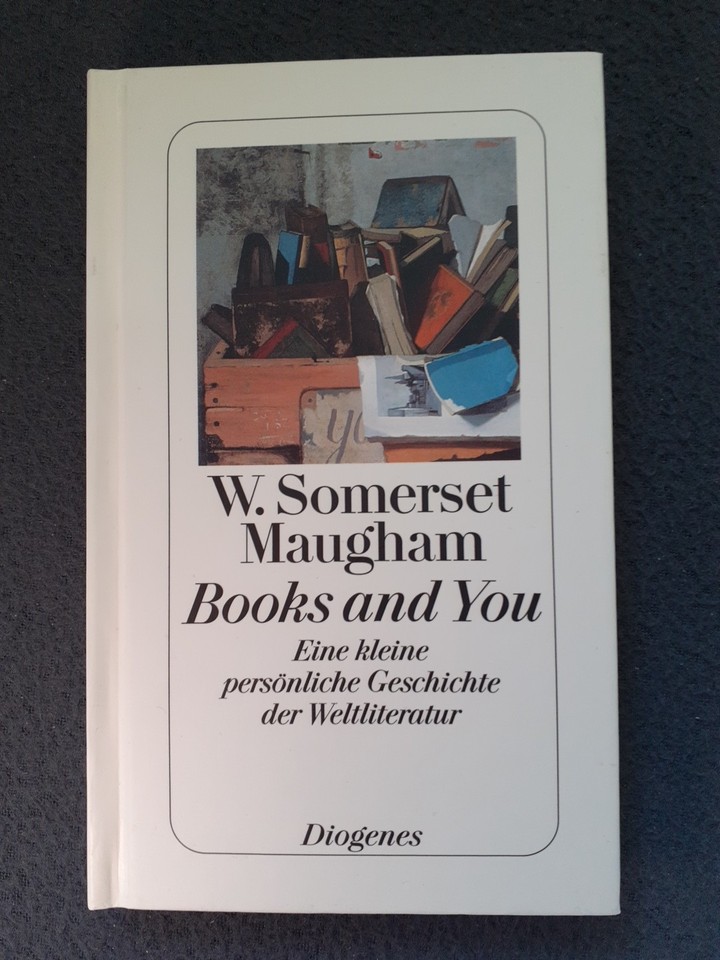 W. Somerset
Maugham
Books and You
Eine kleine
persönliche Geschichte
der Weltliteratur
Diogenes